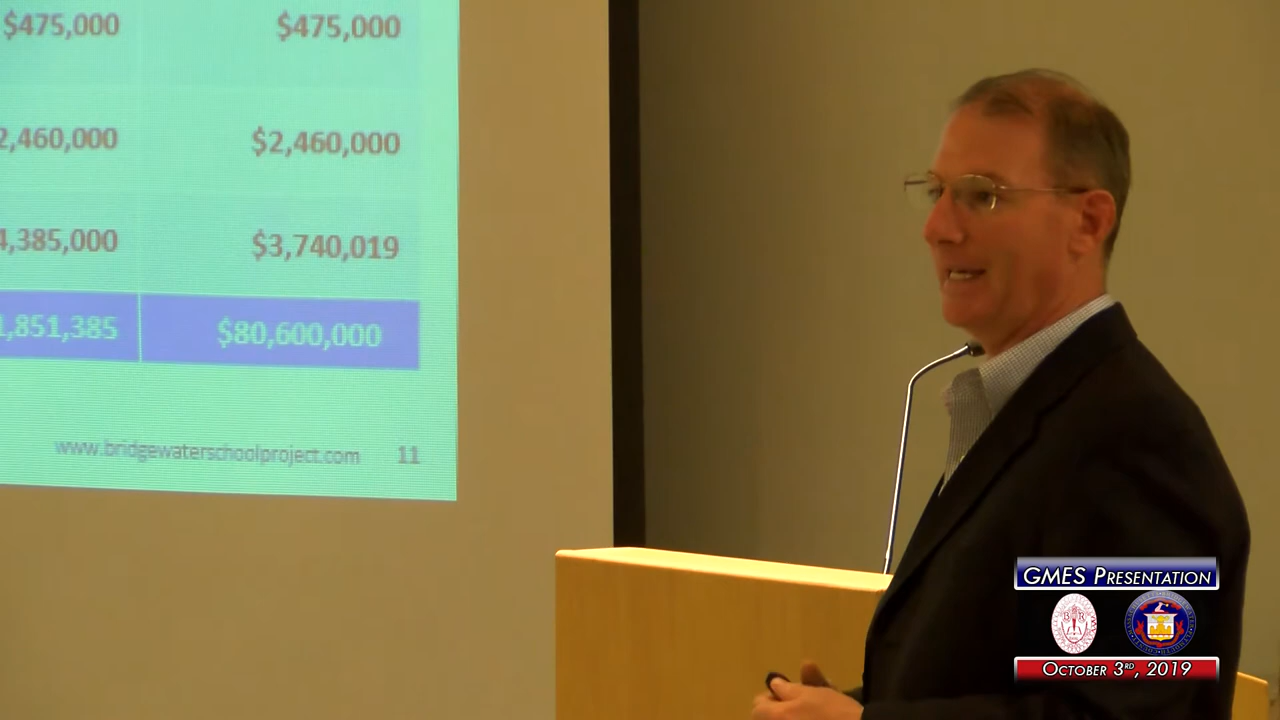 $475,000 $475,000
2,460,000 $2,460,000
4,385,000 $3,740,019
1,851,385 $80,600,000
www.bridgewaterschoolproject.com 11
GMES PRESENTATION
B R
OCTOBER 3RD, 2019